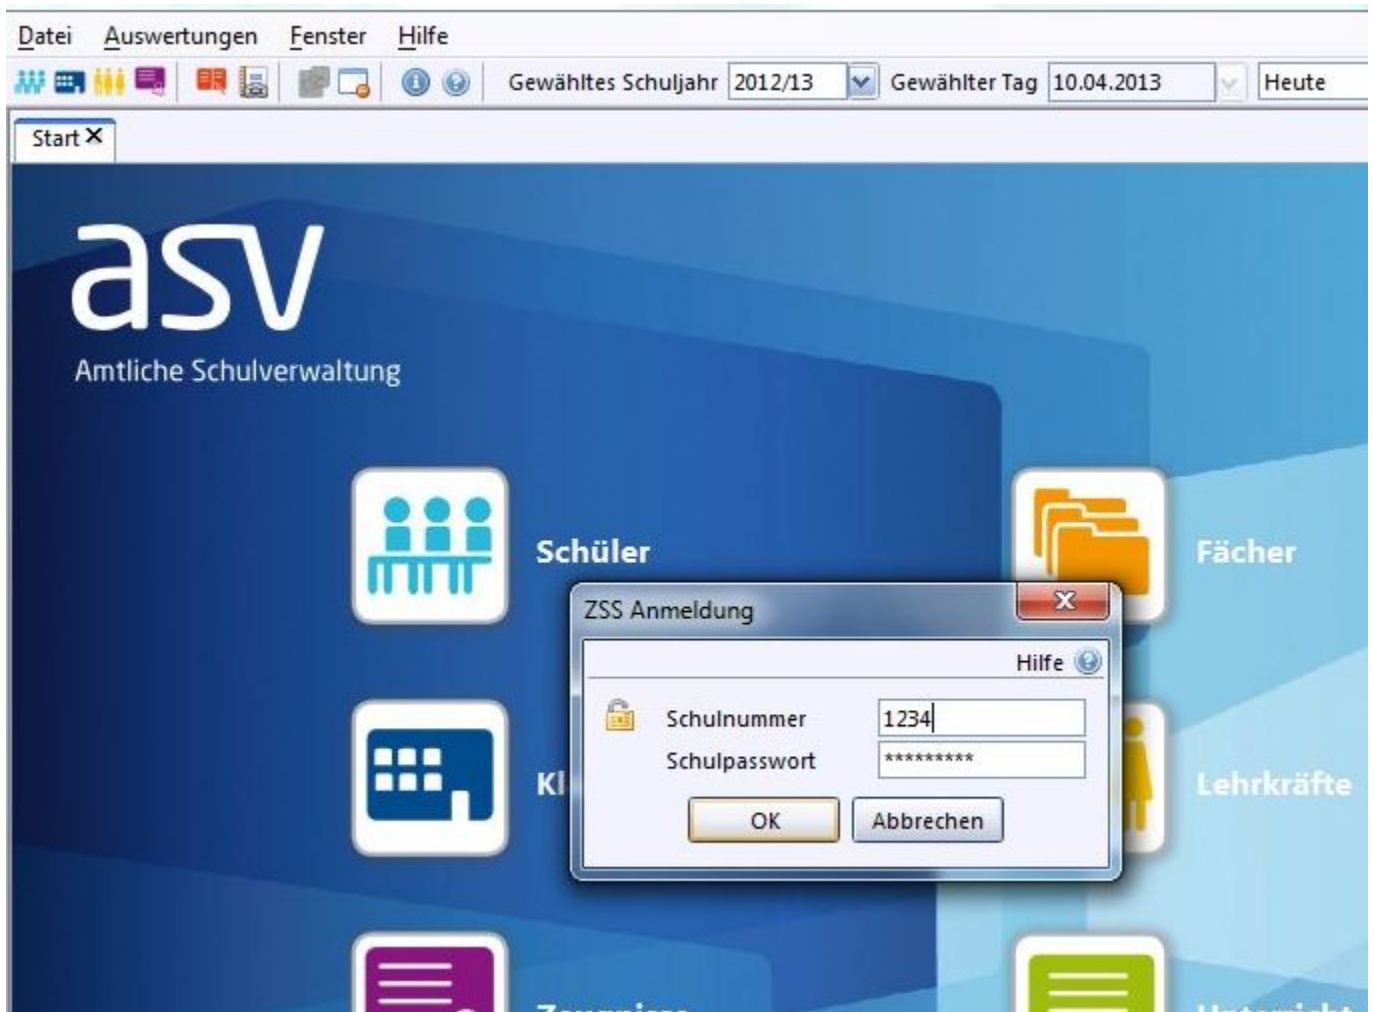 Datei Auswertungen Fenster Hilfe
Gewähltes Schuljahr 2012/13 Gewählter Tag 10.04.2013 Heute
Start
asv
Amtliche Schulverwaltung
Schüler
Fächer
ZSS Anmeldung
Hilfe
Schulnummer 1234
Schulpasswort *********
Lehrkräfte
OK Abbrechen